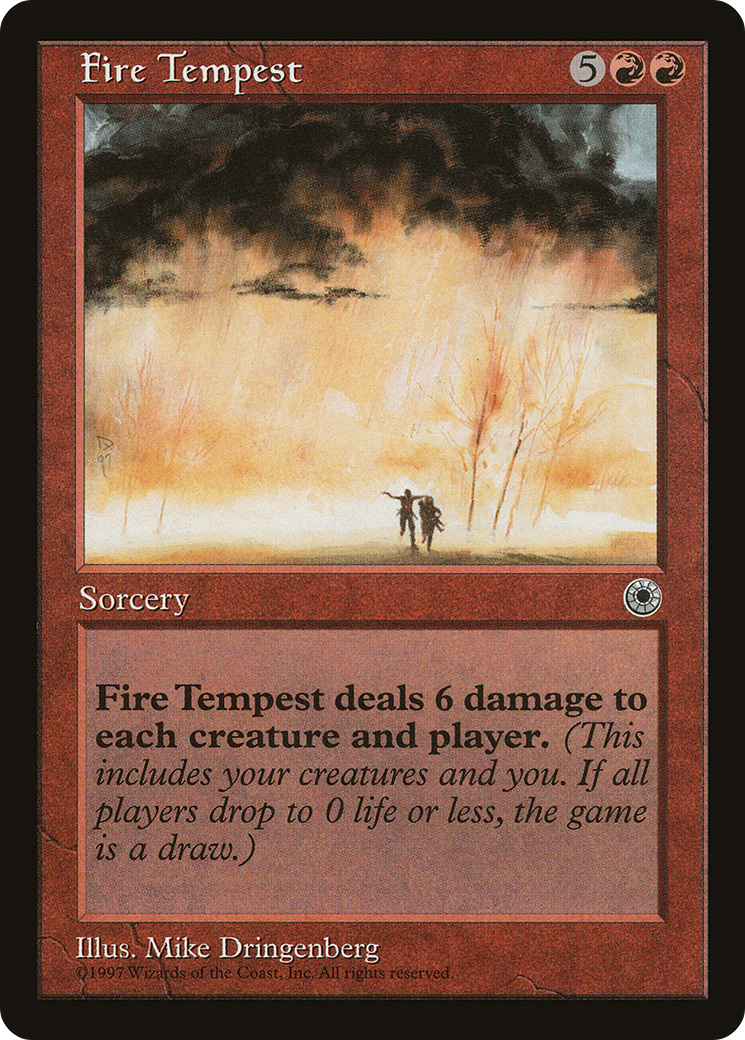 Fire Tempest 5
D
97
Sorcery
Fire Tempest deals 6 damage to
each creature and player. (This
includes your creatures and you. If all
players drop to 0 life or less, the game
is a draw.)
Illus. Mike Dringenberg
©1997 Wizards of the Coast, Inc. All rights reserved.